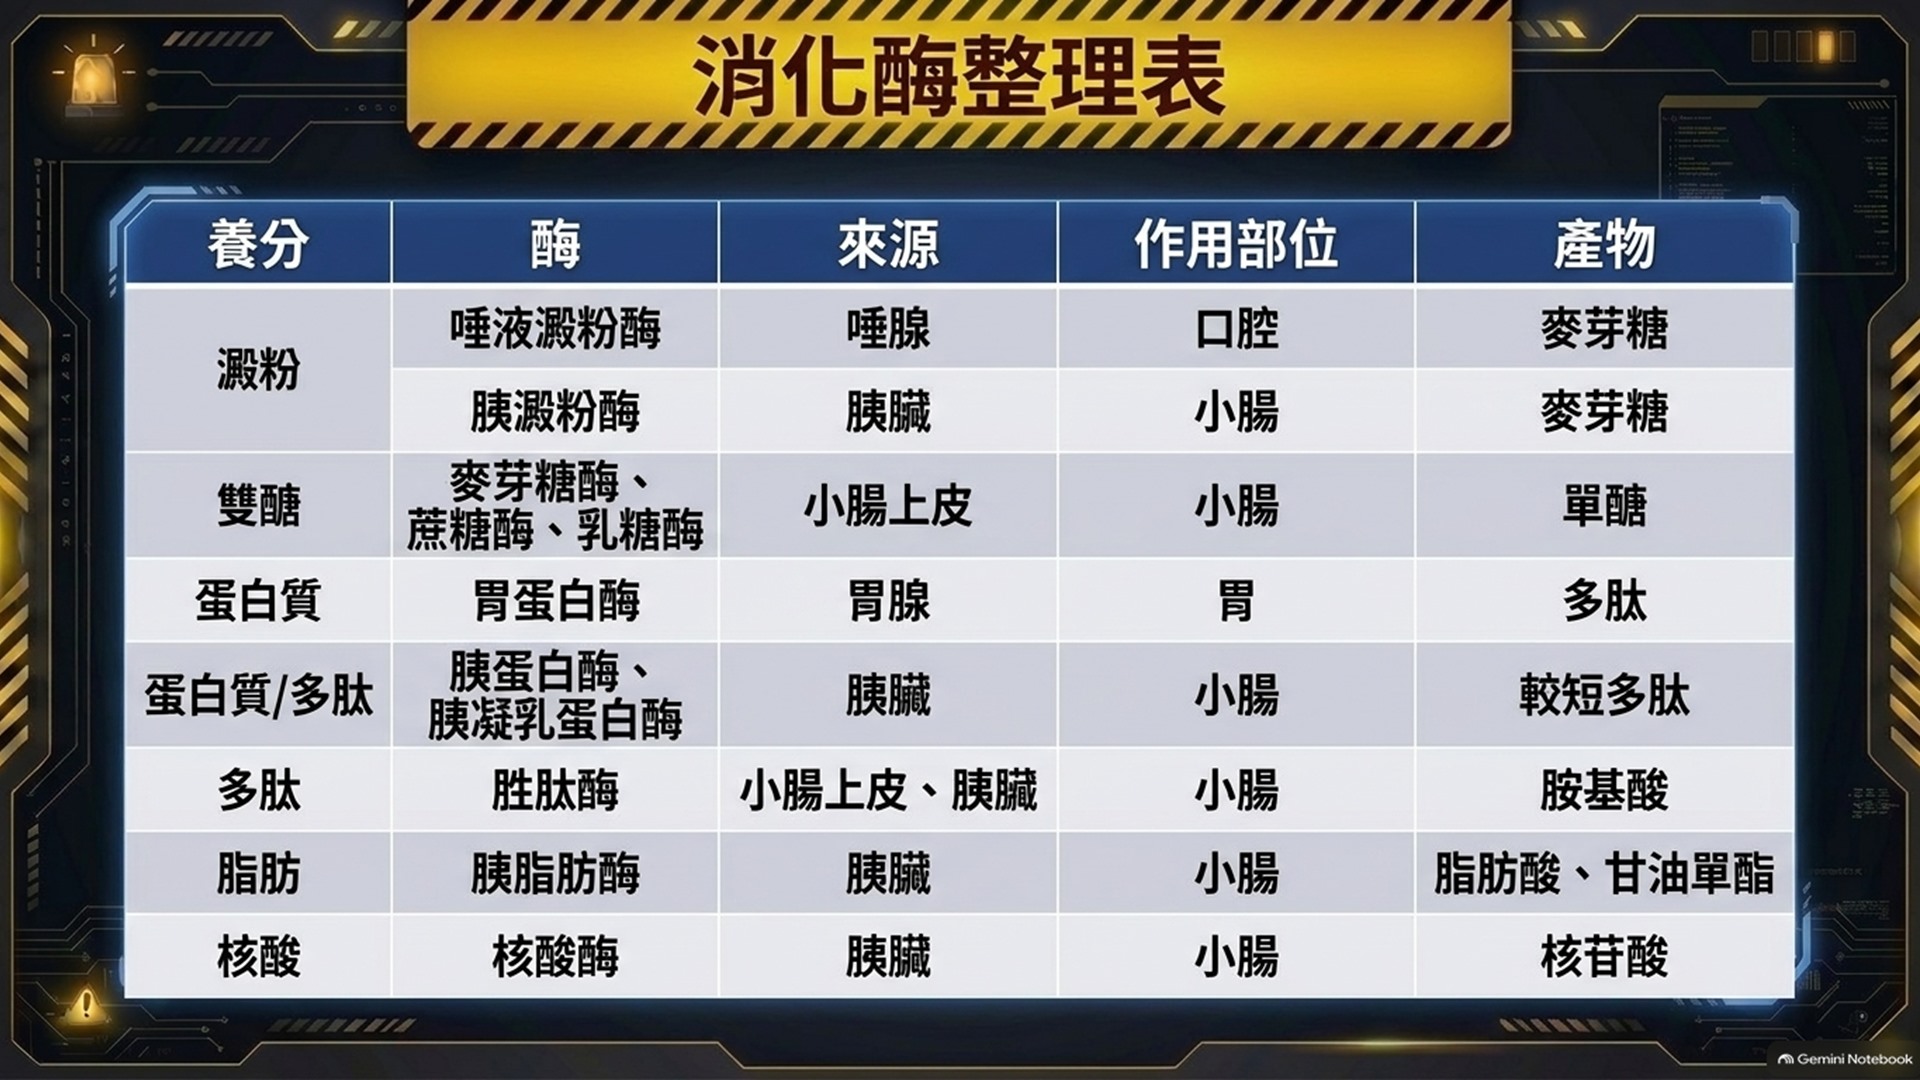 消化酶整理表
養分 酶 來源 作用部位 產物
澱粉 唾液澱粉酶 唾腺 口腔 麥芽糖
胰澱粉酶 胰臟 小腸 麥芽糖
雙醣 麥芽糖酶、
蔗糖酶、乳糖酶 小腸上皮 小腸 單醣
蛋白質 胃蛋白酶 胃腺 胃 多肽
蛋白質/多肽 胰蛋白酶、
胰凝乳蛋白酶 胰臟 小腸 較短多肽
多肽 胜肽酶 小腸上皮、胰臟 小腸 胺基酸
脂肪 胰脂肪酶 胰臟 小腸 脂肪酸、甘油單酯
核酸 核酸酶 胰臟 小腸 核苷酸
Gemini Notebook